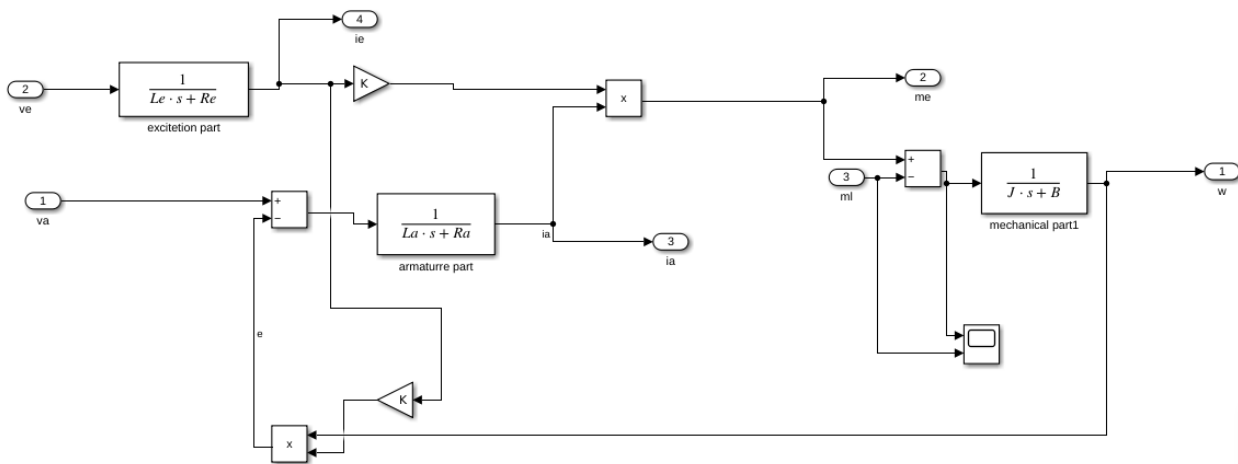 4
ie
2
ve
1
Le · s + Re
excitetion part
K
x
2
me
1
va
+
−
1
La · s + Ra
armaturre part
ia
3
ia
3
ml
+
−
1
J · s + B
mechanical part1
1
w
e
K
x